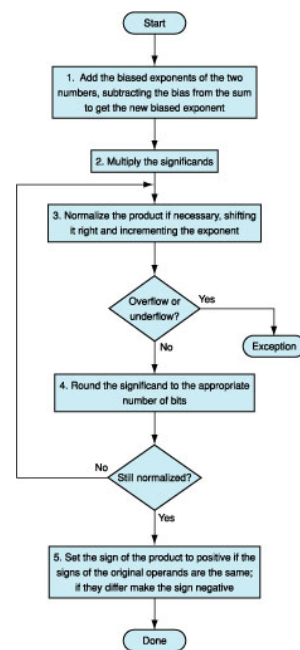 Start
1. Add the biased exponents of the two
numbers, subtracting the bias from the sum
to get the new biased exponent
2. Multiply the significands
3. Normalize the product if necessary, shifting
it right and incrementing the exponent
Overflow or
underflow?
Yes
Exception
No
4. Round the significand to the appropriate
number of bits
No
Still normalized?
Yes
5. Set the sign of the product to positive if the
signs of the original operands are the same;
if they differ make the sign negative
Done